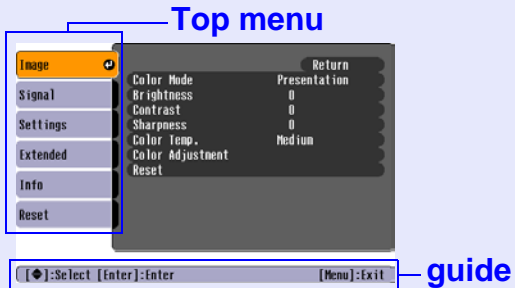 Top menu
Image
Signal
Settings
Extended
Info
Reset
Return
Color Mode Presentation
Brightness 0
Contrast 0
Sharpness 0
Color Temp. Medium
Color Adjustment
Reset
[◆]:Select [Enter]:Enter [Menu]:Exit
guide